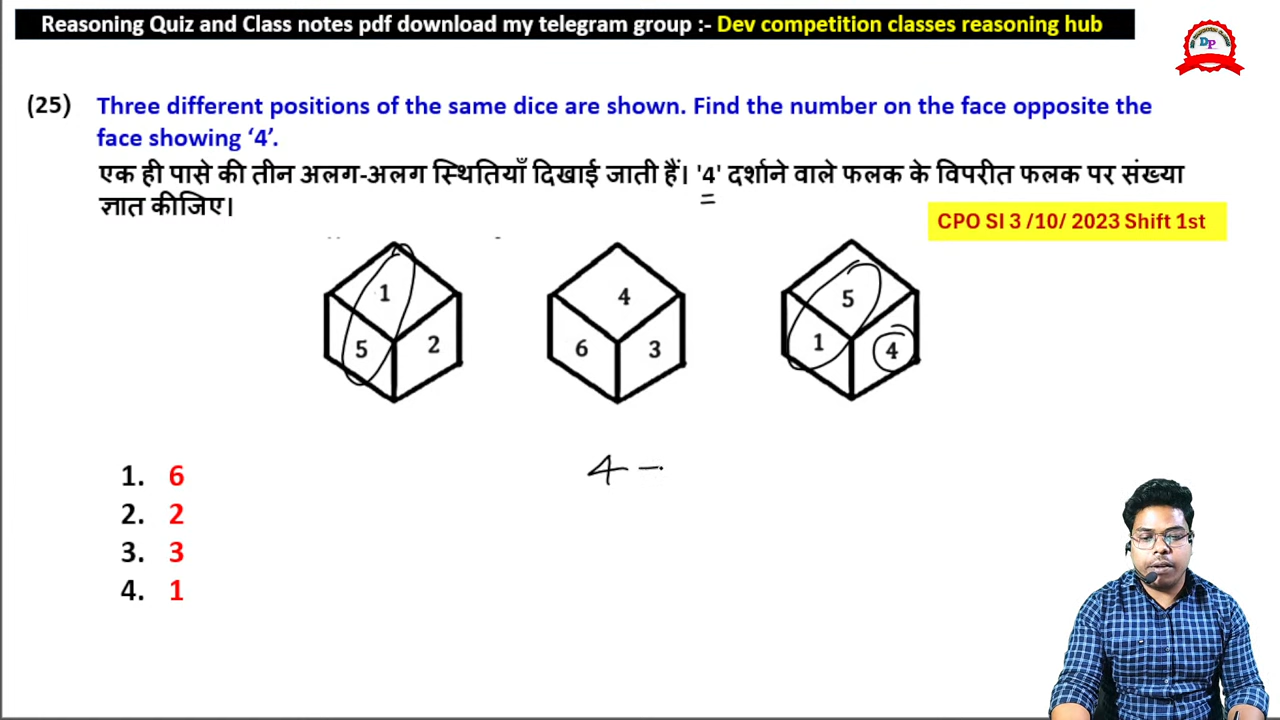 Reasoning Quiz and Class notes pdf download my telegram group :- Dev competition classes reasoning hub
DP
(25) Three different positions of the same dice are shown. Find the number on the face opposite the
face showing ‘4’.
एक ही पासे की तीन अलग-अलग स्थितियाँ दिखाई जाती हैं। '4' दर्शाने वाले फलक के विपरीत फलक पर संख्या
ज्ञात कीजिए।
CPO SI 3 /10/ 2023 Shift 1st
1 4 5
5 2 6 3 1 4
4 -
1. 6
2. 2
3. 3
4. 1